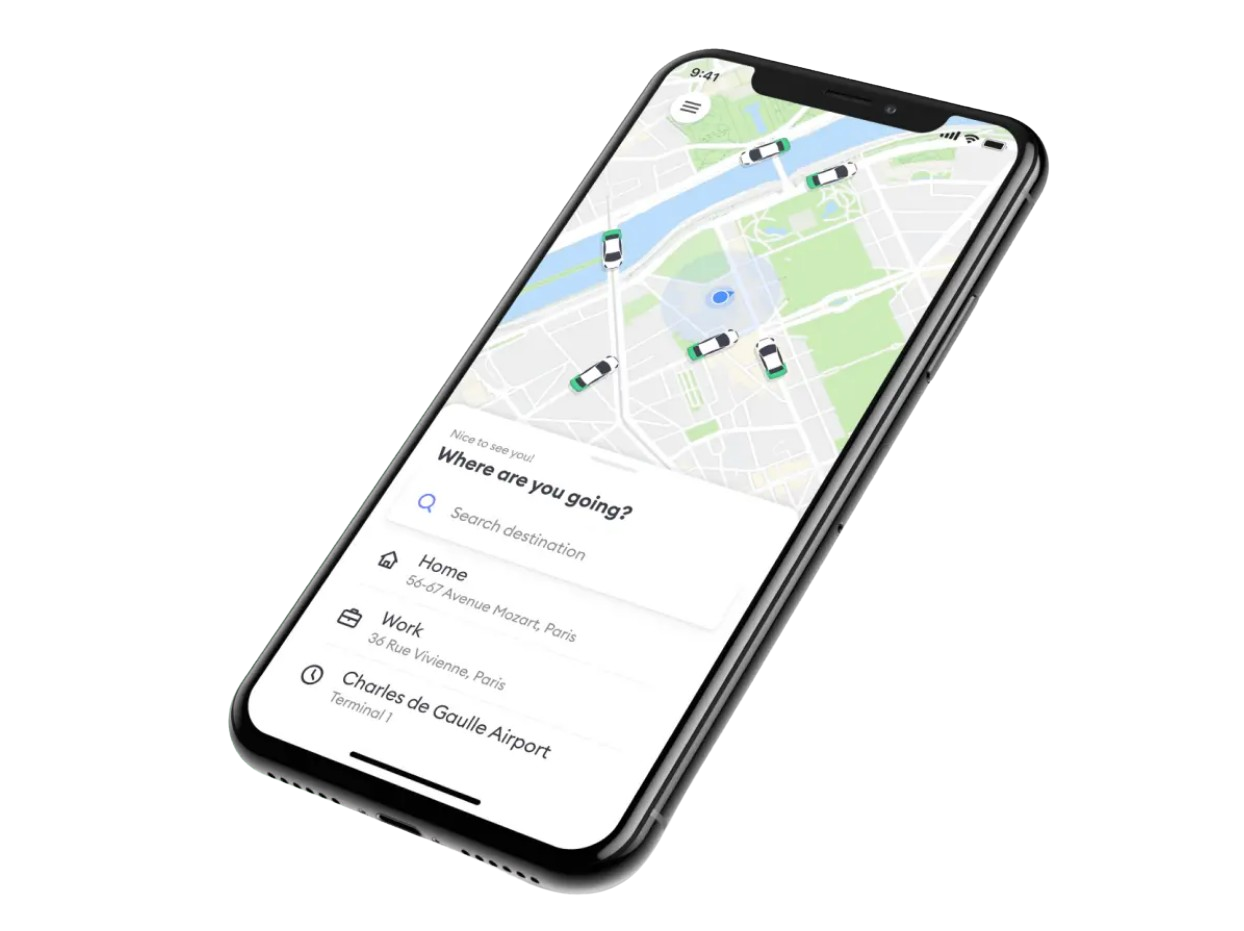 9:41
Nice to see you!
Where are you going?
Search destination
Home
56-67 Avenue Mozart, Paris
Work
36 Rue Vivienne, Paris
Charles de Gaulle Airport
Terminal 1